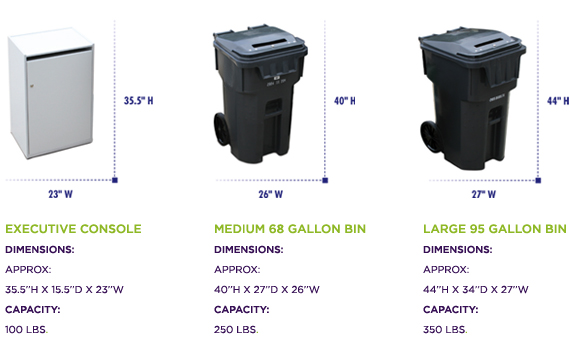 35.5" H
23" W
40" H
26" W
44" H
27" W
EXECUTIVE CONSOLE
DIMENSIONS:
APPROX:
35.5''H X 15.5''D X 23''W
CAPACITY:
100 LBS.
MEDIUM 68 GALLON BIN
DIMENSIONS:
APPROX:
40''H X 27''D X 26''W
CAPACITY:
250 LBS.
LARGE 95 GALLON BIN
DIMENSIONS:
APPROX:
44''H X 34''D X 27''W
CAPACITY:
350 LBS.